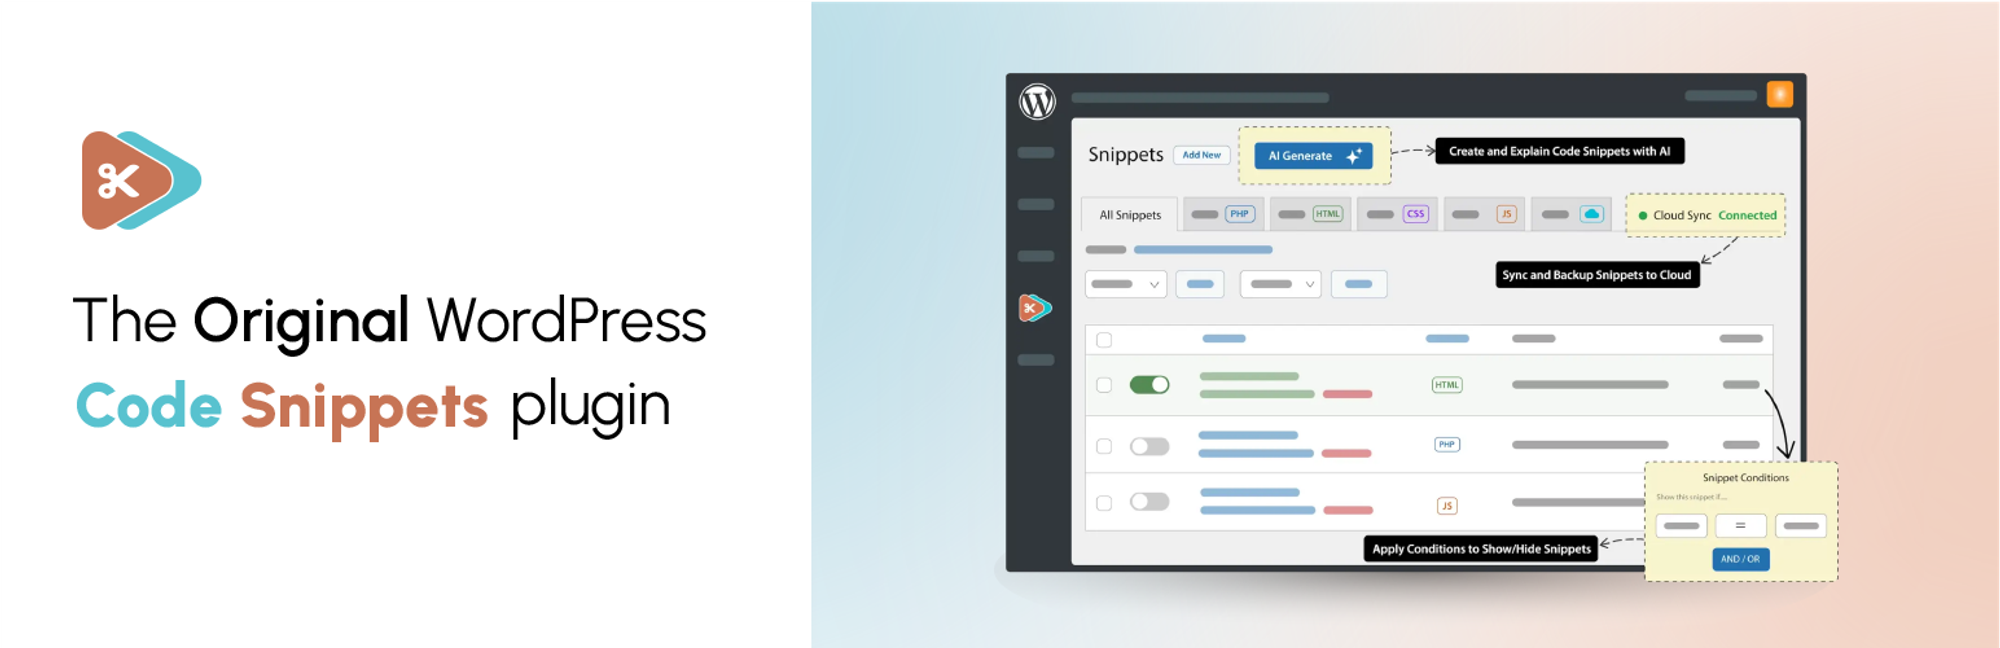 The Original WordPress
Code Snippets plugin
Snippets
Add New
AI Generate
Create and Explain Code Snippets with AI
All Snippets
PHP
HTML
CSS
JS
Cloud Sync Connected
Sync and Backup Snippets to Cloud
HTML
PHP
JS
Snippet Conditions
Show this snippet if....
=
AND / OR
Apply Conditions to Show/Hide Snippets